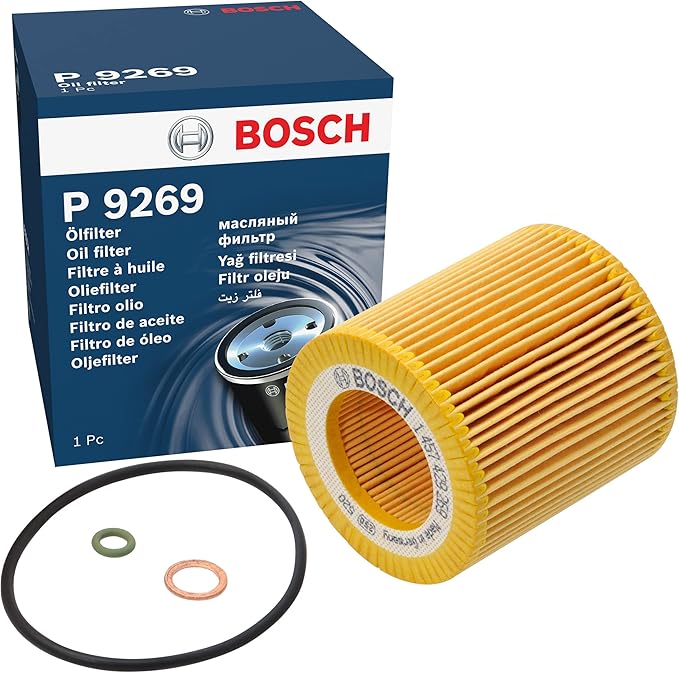 BOSCH
P 9269
Oil filter
1 Pc
BOSCH
P 9269
Ölfilter
Oil filter
Filtre à huile
Oliefilter
Filtro olio
Filtro de aceite
Filtro de óleo
Oljefilter
масляный
фильтр
Yağ filtresi
Filtr oleju
فلتر زيت
1 Pc
BOSCH
1 457 429 269
Made in Germany
520